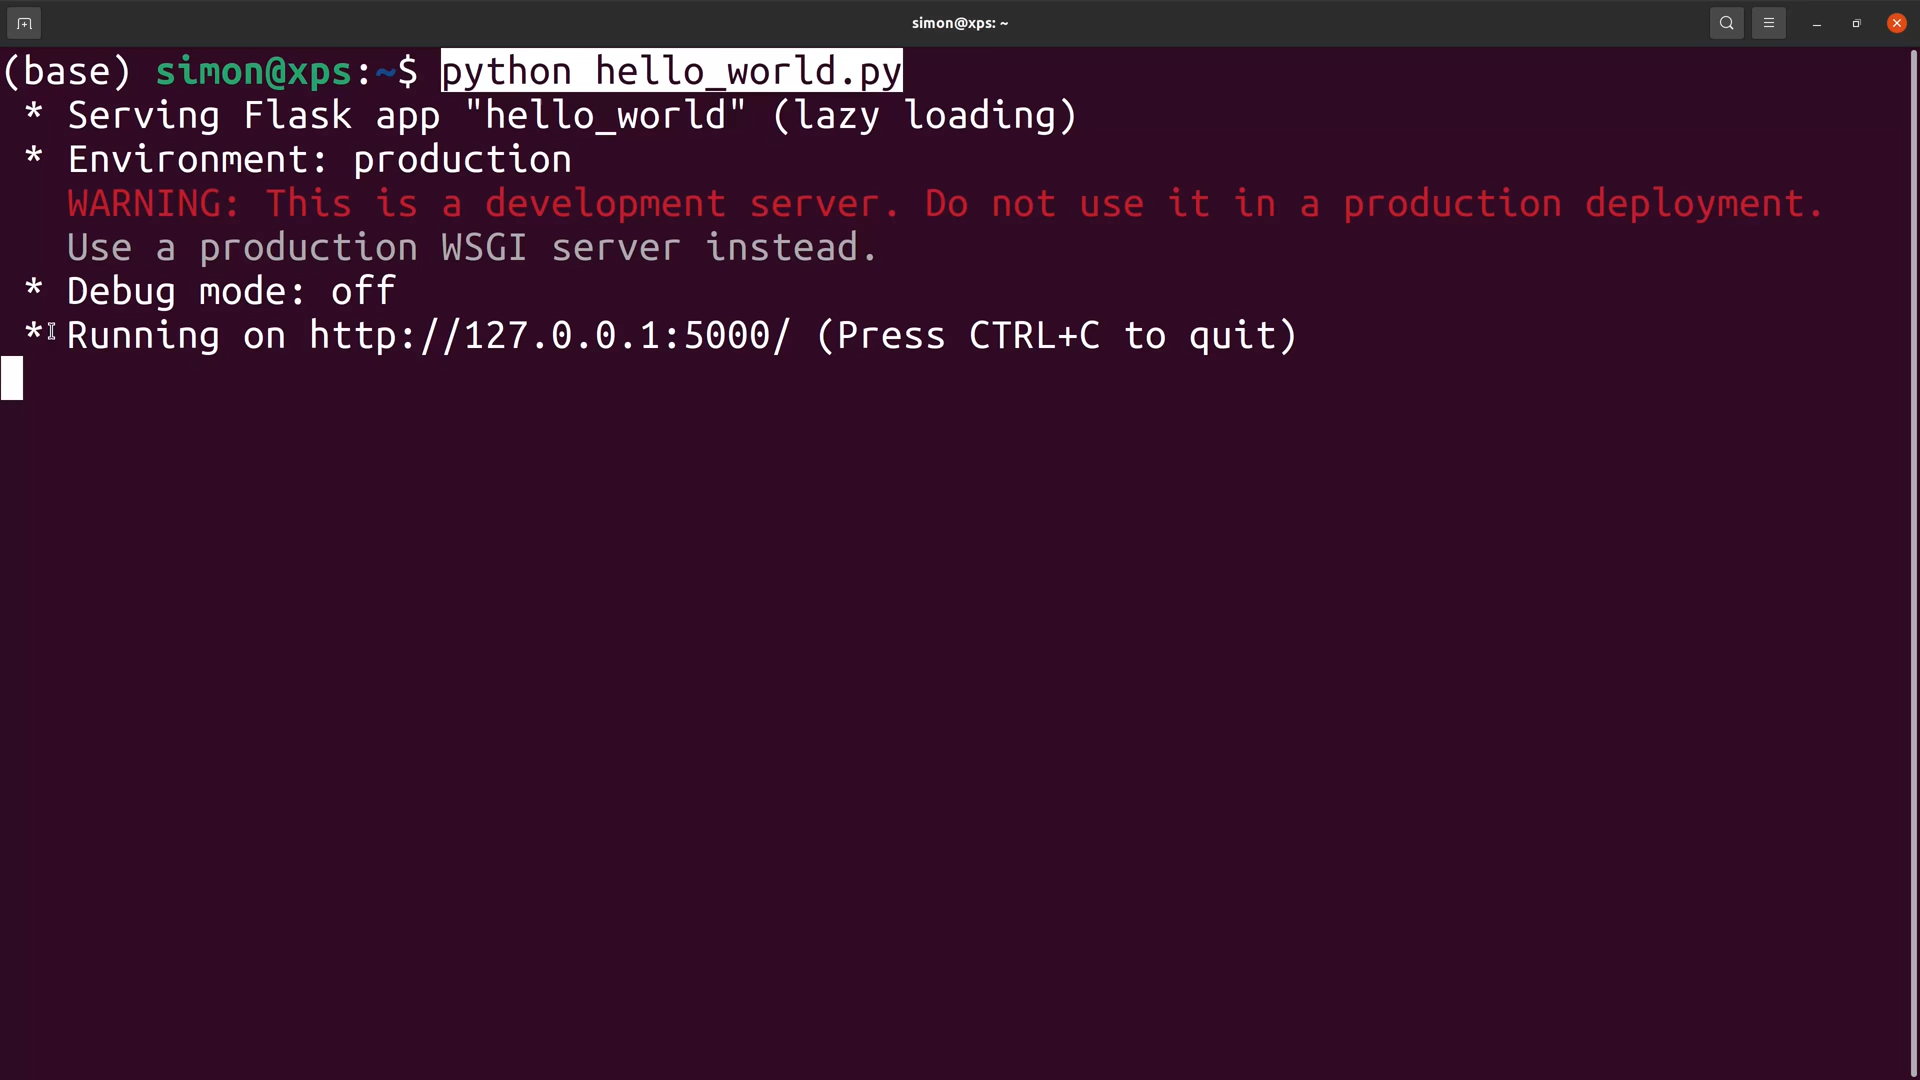 simon@xps: ~
(base) simon@xps:~$ python hello_world.py
 * Serving Flask app "hello_world" (lazy loading)
 * Environment: production
   WARNING: This is a development server. Do not use it in a production deployment.
   Use a production WSGI server instead.
 * Debug mode: off
 * Running on http://127.0.0.1:5000/ (Press CTRL+C to quit)